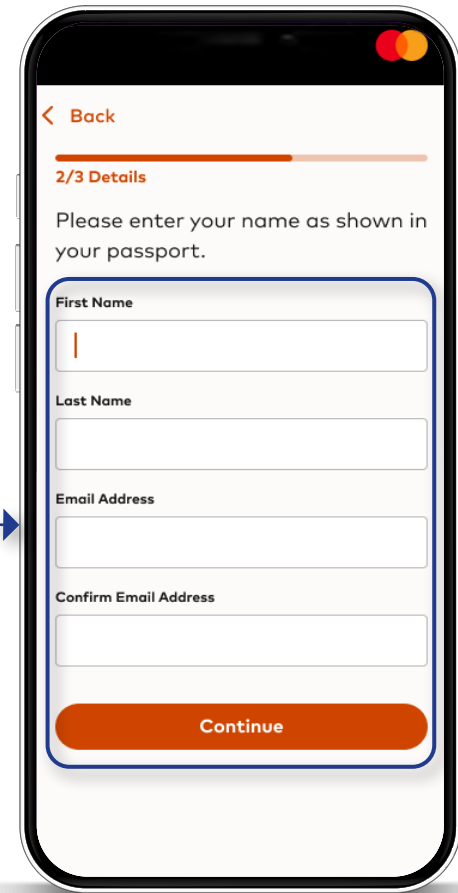 Back
2/3 Details
Please enter your name as shown in
your passport.
First Name
Last Name
Email Address
Confirm Email Address
Continue